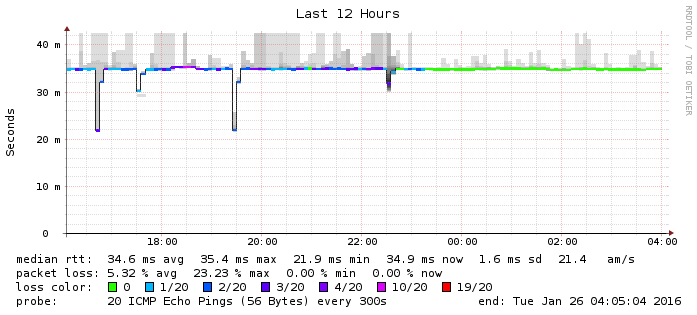 Last 12 Hours
RRDTOOL / TOBI OETIKER
Seconds
40 m
30 m
20 m
10 m
0
18:00 20:00 22:00 00:00 02:00 04:00
median rtt: 34.6 ms avg 35.4 ms max 21.9 ms min 34.9 ms now 1.6 ms sd 21.4 am/s
packet loss: 5.32 % avg 23.23 % max 0.00 % min 0.00 % now
loss color: 0 1/20 2/20 3/20 4/20 10/20 19/20
probe: 20 ICMP Echo Pings (56 Bytes) every 300s end: Tue Jan 26 04:05:04 2016